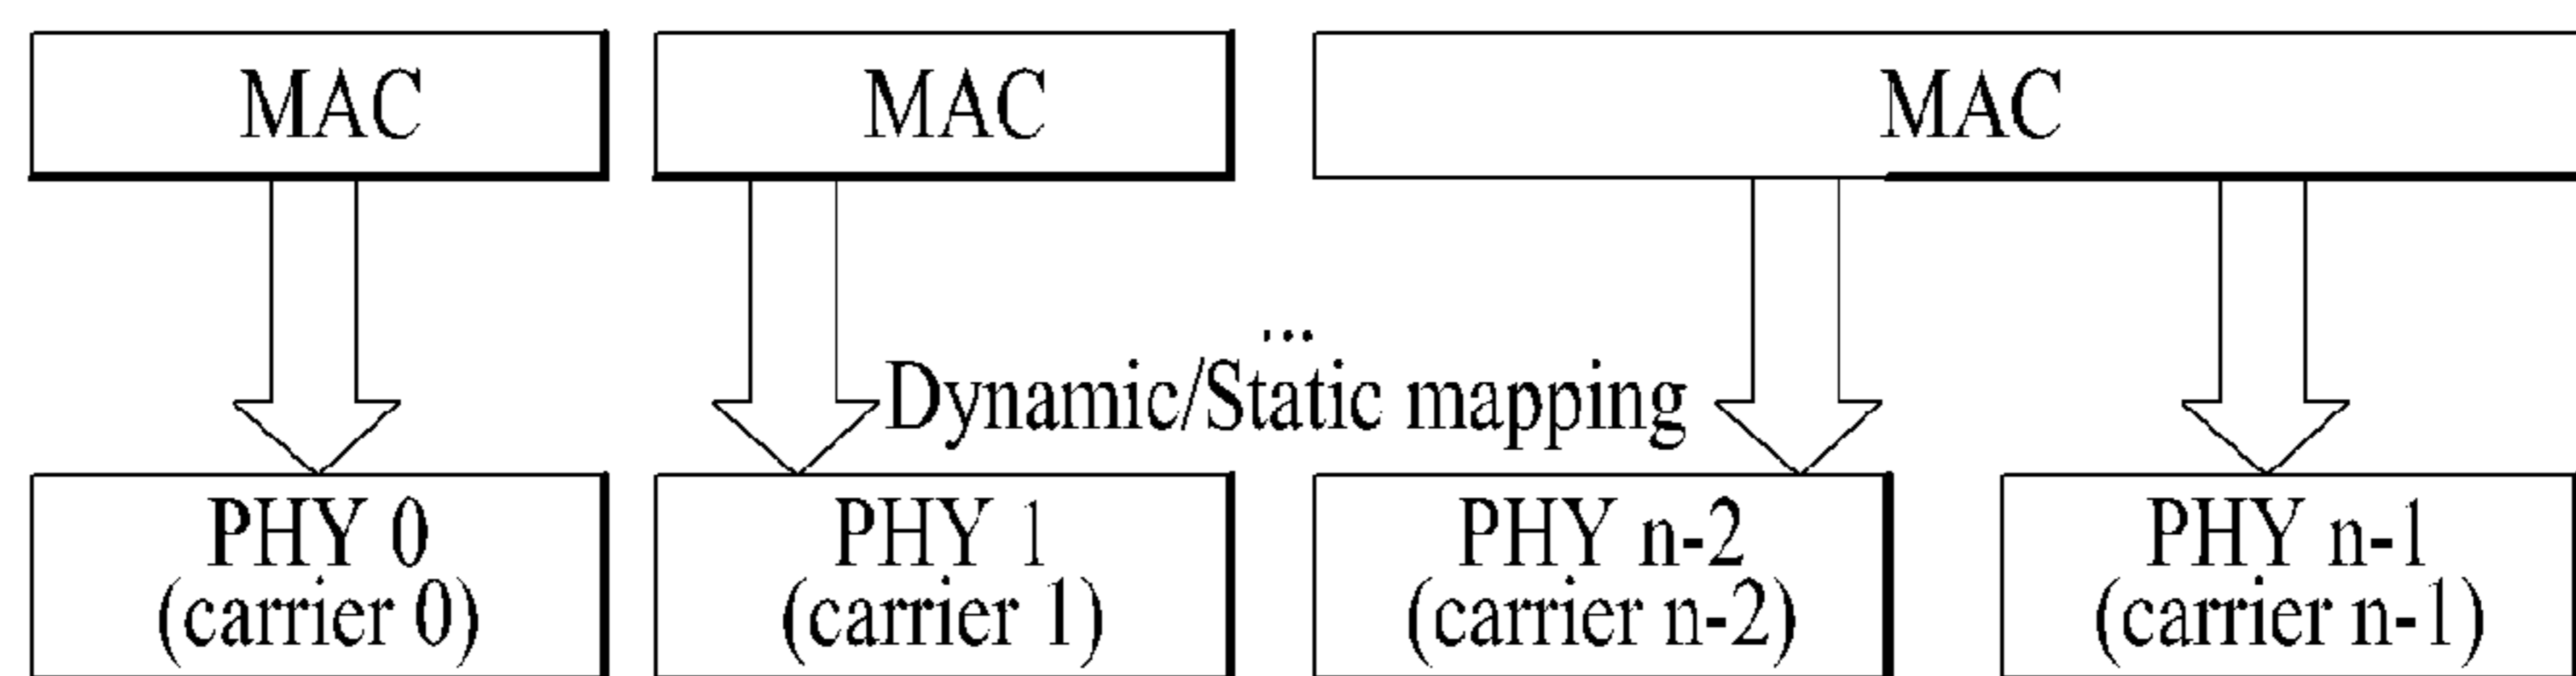 MAC
MAC
MAC
...
Dynamic/Static mapping
PHY 0
(carrier 0)
PHY 1
(carrier 1)
PHY n-2
(carrier n-2)
PHY n-1
(carrier n-1)